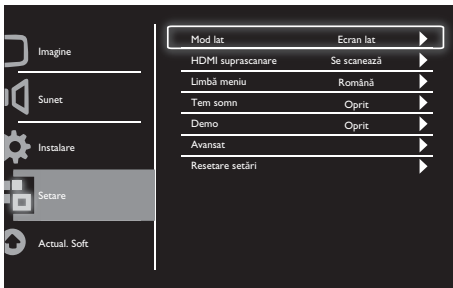 Imagine
Sunet
Instalare
Setare
Actual. Soft
Mod lat Ecran lat
HDMI suprascanare Se scanează
Limbă meniu Română
Tem somn Oprit
Demo Oprit
Avansat
Resetare setări